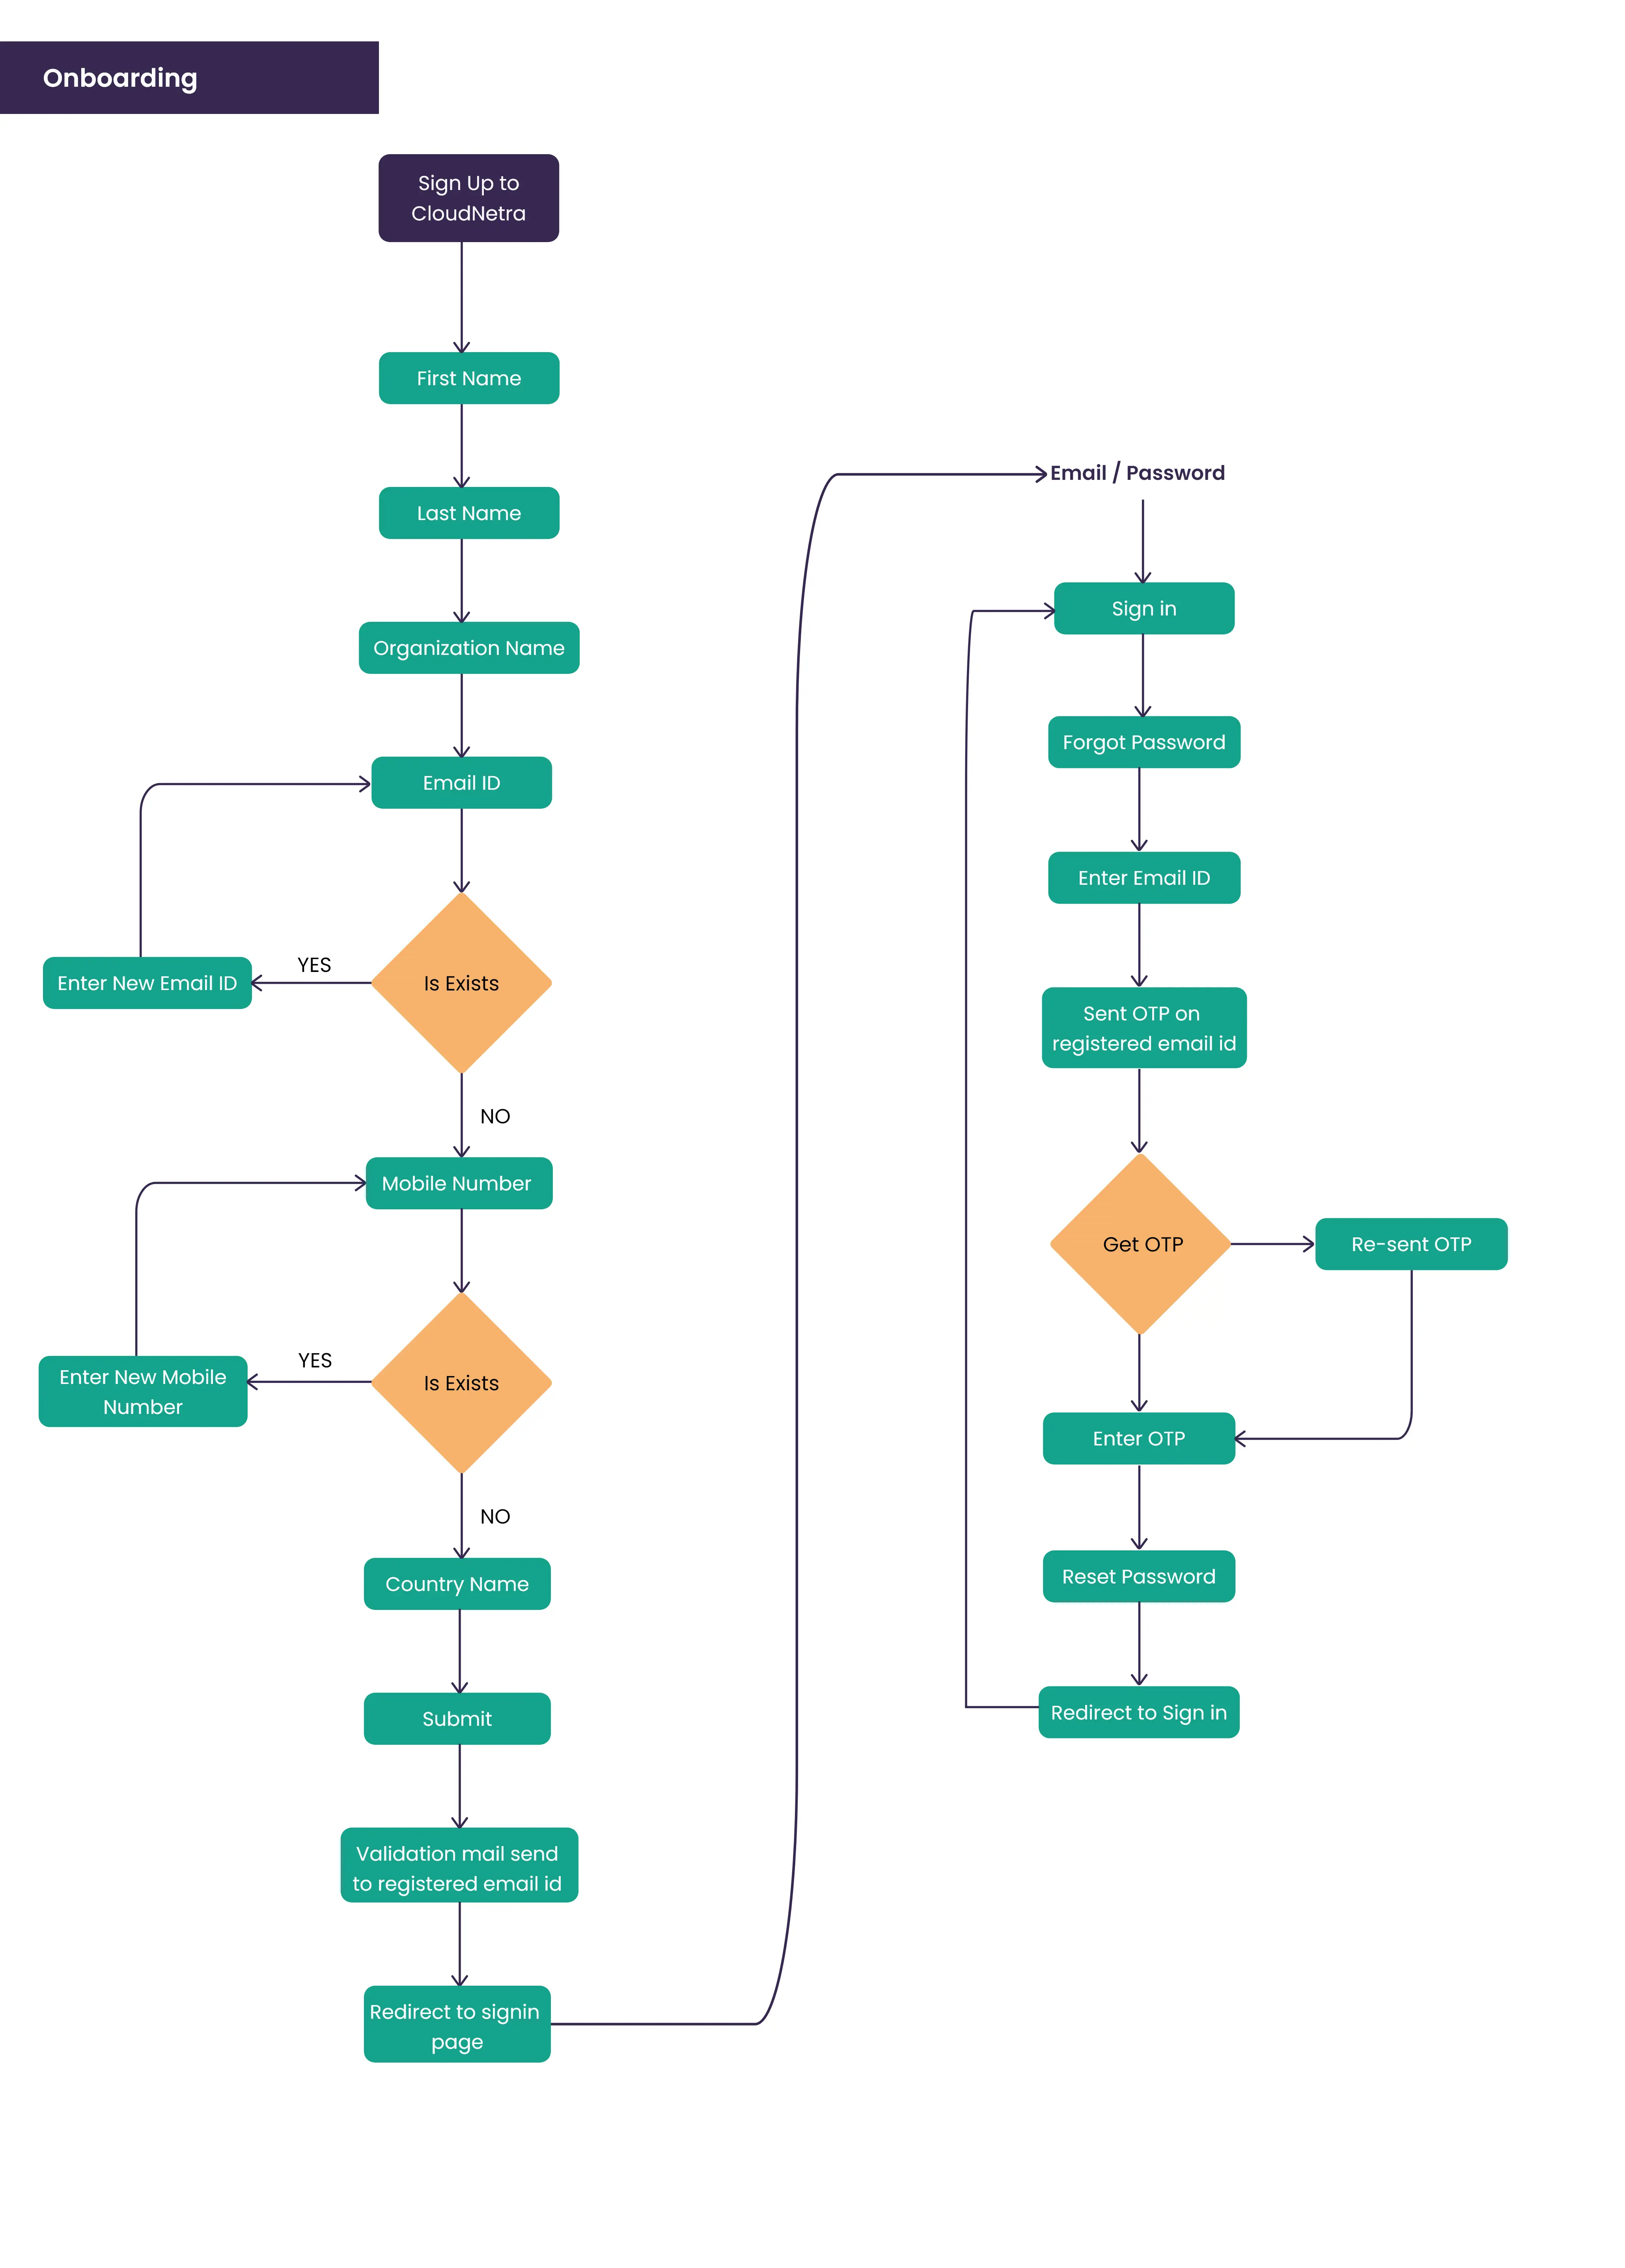 Onboarding
Sign Up to
CloudNetra
First Name
Last Name
Organization Name
Email ID
Is Exists
YES
Enter New Email ID
NO
Mobile Number
Is Exists
YES
Enter New Mobile
Number
NO
Country Name
Submit
Validation mail send
to registered email id
Redirect to signin
page
Email / Password
Sign in
Forgot Password
Enter Email ID
Sent OTP on
registered email id
Get OTP
Re-sent OTP
Enter OTP
Reset Password
Redirect to Sign in